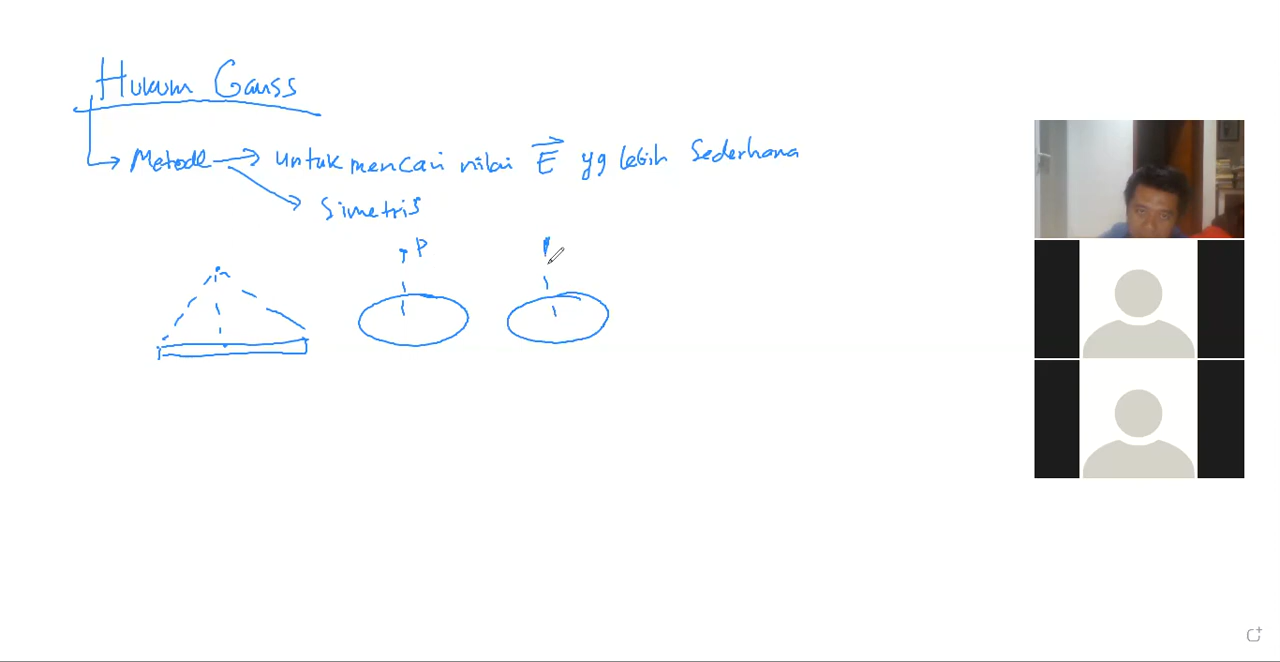 Hukum Gauss
Metode → untuk mencari nilai E yg lebih Sederhana
Simetris
P